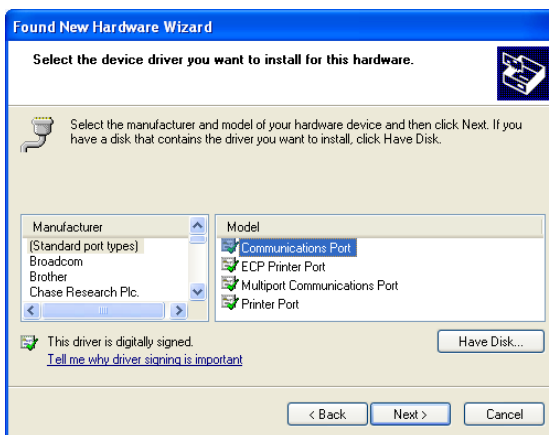 Found New Hardware Wizard
Select the device driver you want to install for this hardware.
Select the manufacturer and model of your hardware device and then click Next. If you
have a disk that contains the driver you want to install, click Have Disk.
Manufacturer
(Standard port types)
Broadcom
Brother
Chase Research Plc.
Model
Communications Port
ECP Printer Port
Multiport Communications Port
Printer Port
This driver is digitally signed.
Tell me why driver signing is important
Have Disk...
< Back
Next >
Cancel